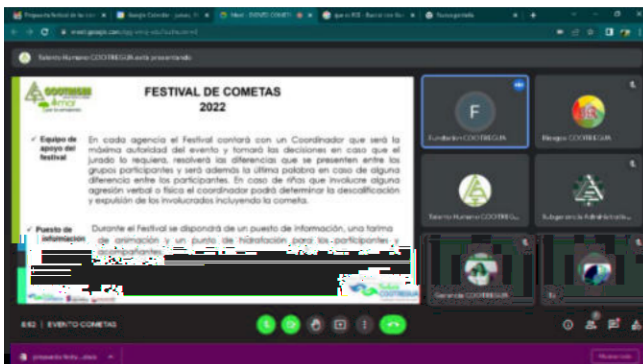 Talento Humano COOTREGUA está presentando
COOTREGUA
FESTIVAL DE COMETAS
2022
✓ Equipo de
apoyo del
festival
En cada agencia el Festival contará con un Coordinador que será la
máxima autoridad del evento y tomará las decisiones en caso que el
jurado lo requiera, resolverá las diferencias que se presenten entre los
grupos participantes y será además la última palabra en caso de alguna
diferencia entre los participantes. En caso de riñas que involucre alguna
agresión verbal o física el coordinador podrá determinar la descalificación
y expulsión de los involucrados incluyendo la cometa.
✓ Puesto de
información
Durante el Festival se dispondrá de un puesto de información, una tarima
de animación y un punto de hidratación para los participantes y
acompañantes.
COOTREGUA
F
Fundación COOTREGUA
Riesgos COOTREGUA
Talento Humano COOTREG...
Subgerencia Administrativ...
Gerencia COOTREGUA
Tú
8:52 | EVENTO COMETAS